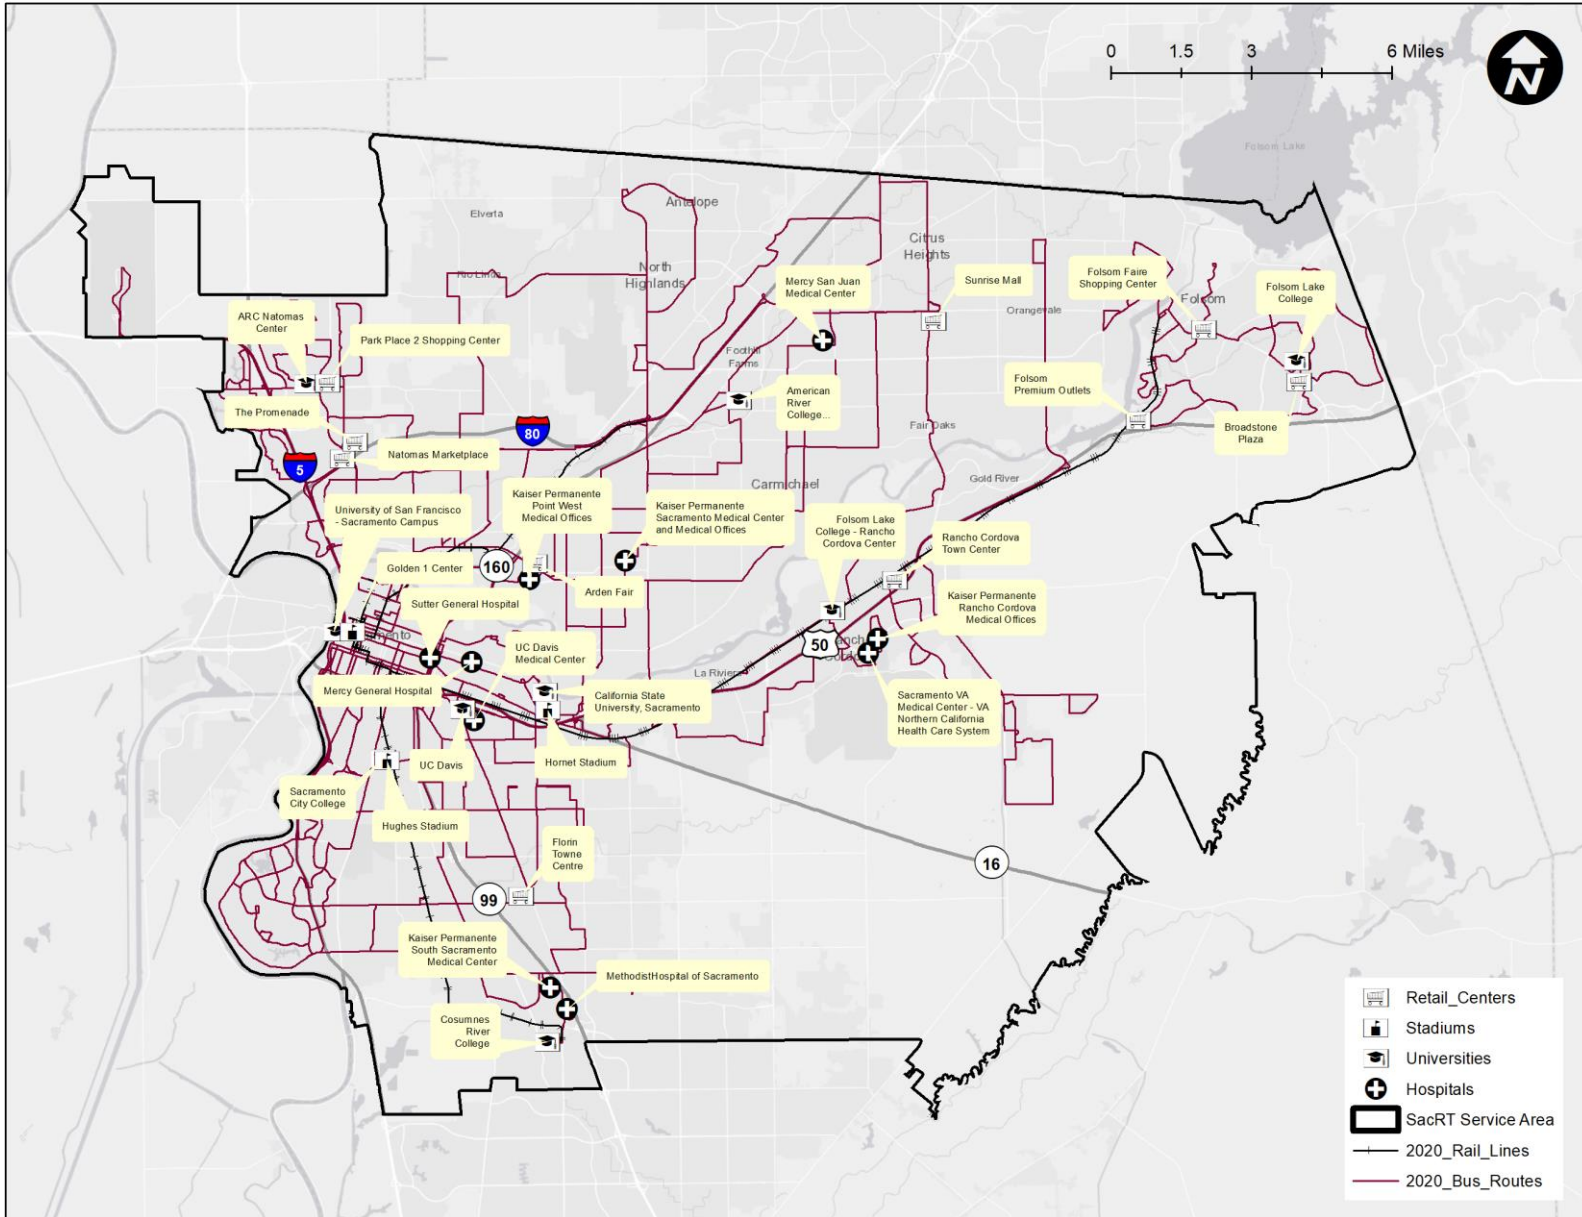 0 1.5 3 6 Miles
N
Folsom Lake
Antelope
Elverta
Citrus
Heights
North
Highlands
Rio Linda
Mercy San Juan
Medical Center
Sunrise Mall
Folsom Faire
Shopping Center
Folsom
Folsom Lake
College
ARC Natomas
Center
Park Place 2 Shopping Center
Orangevale
Foothill
Farms
American
River
College...
Folsom
Premium Outlets
The Promenade
80
Fair Oaks
Broadstone
Plaza
Natomas Marketplace
5
Carmichael
Gold River
University of San Francisco
- Sacramento Campus
Kaiser Permanente
Point West
Medical Offices
Kaiser Permanente
Sacramento Medical Center
and Medical Offices
Folsom Lake
College - Rancho
Cordova Center
Rancho Cordova
Town Center
160
Golden 1 Center
Arden Fair
Sutter General Hospital
Kaiser Permanente
Rancho Cordova
Medical Offices
50
UC Davis
Medical Center
La Riviera
Mercy General Hospital
California State
University, Sacramento
Sacramento VA
Medical Center - VA
Northern California
Health Care System
UC Davis
Hornet Stadium
Sacramento
City College
Hughes Stadium
Florin
Towne
Centre
16
99
Kaiser Permanente
South Sacramento
Medical Center
MethodistHospital of Sacramento
Cosumnes
River
College
Retail_Centers
Stadiums
Universities
Hospitals
SacRT Service Area
2020_Rail_Lines
2020_Bus_Routes